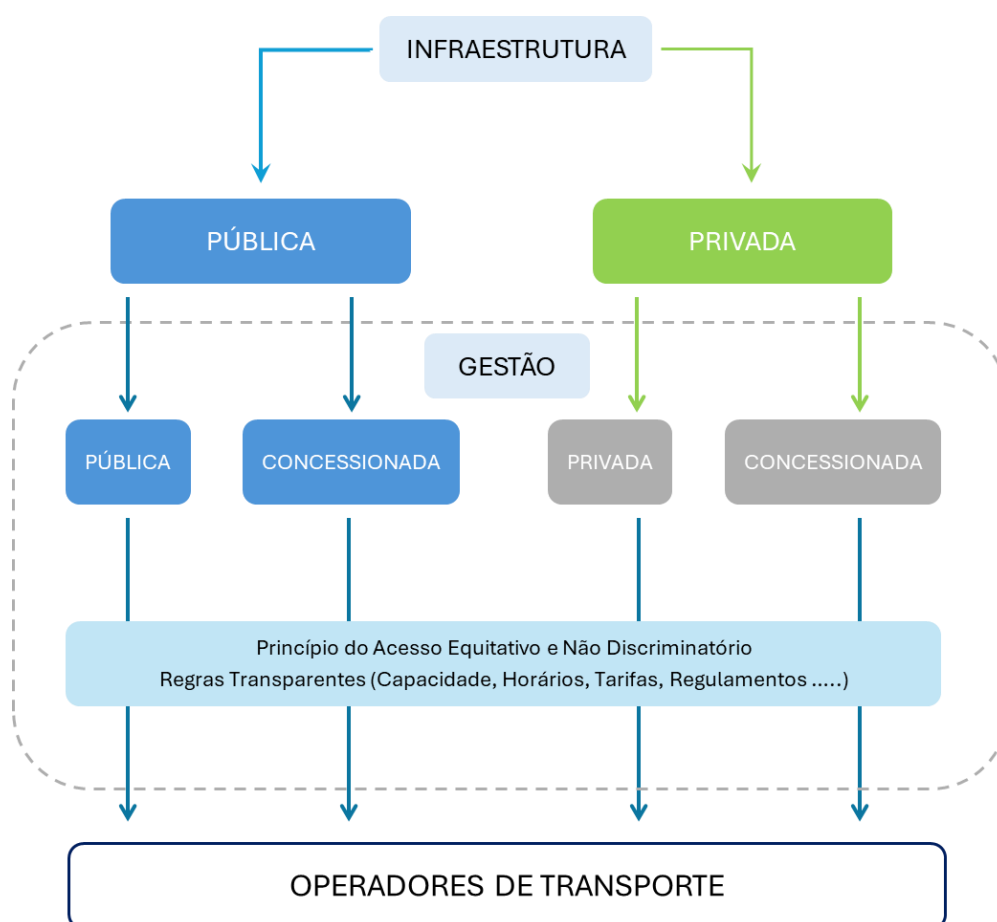 INFRAESTRUTURA
PÚBLICA
PRIVADA
GESTÃO
PÚBLICA
CONCESSIONADA
PRIVADA
CONCESSIONADA
Princípio do Acesso Equitativo e Não Discriminatório
Regras Transparentes (Capacidade, Horários, Tarifas, Regulamentos .....)
OPERADORES DE TRANSPORTE